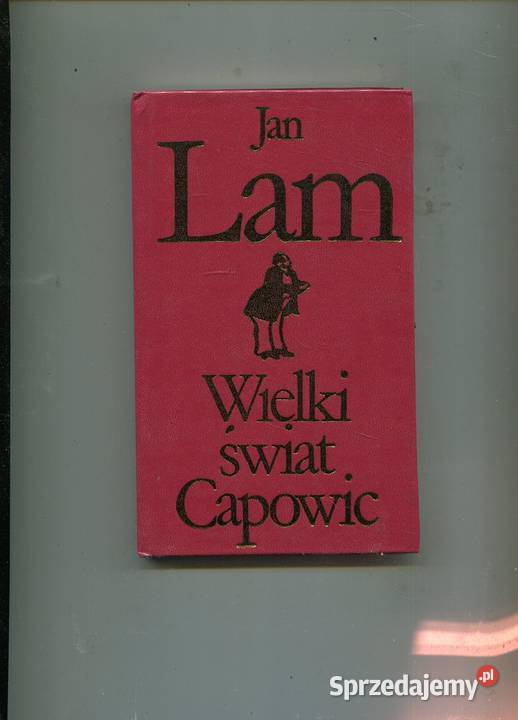 Jan
Lam
Wielki
świat
Capowic
Sprzedajemy.pl